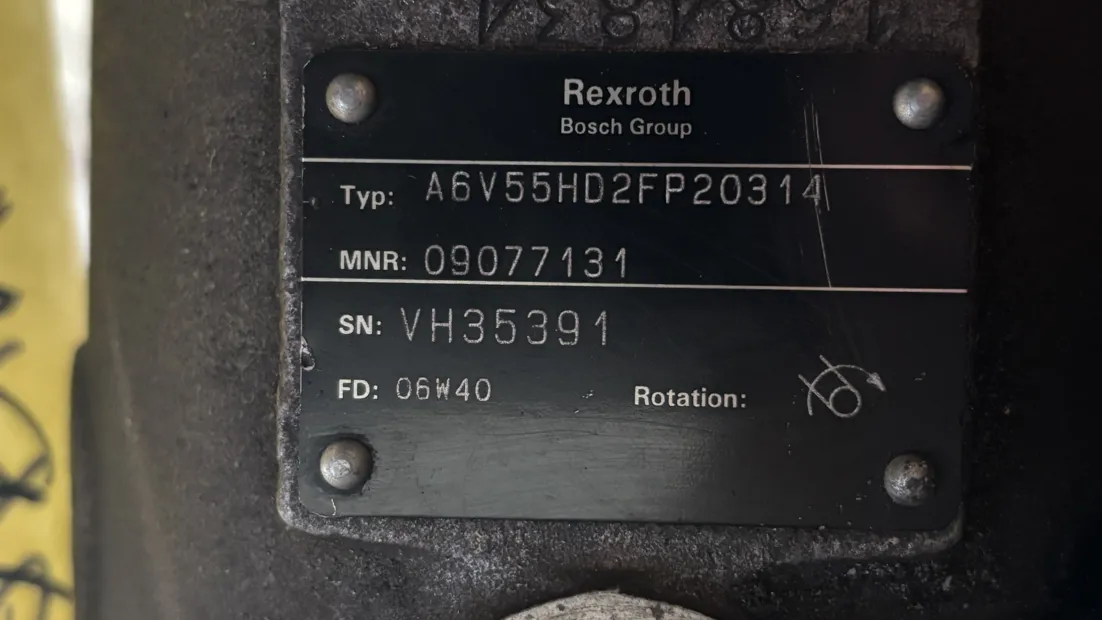 Rexroth
Bosch Group
Typ: A6V55HD2FP20314
MNR: 09077131
SN: VH35391
FD: 06W40
Rotation: